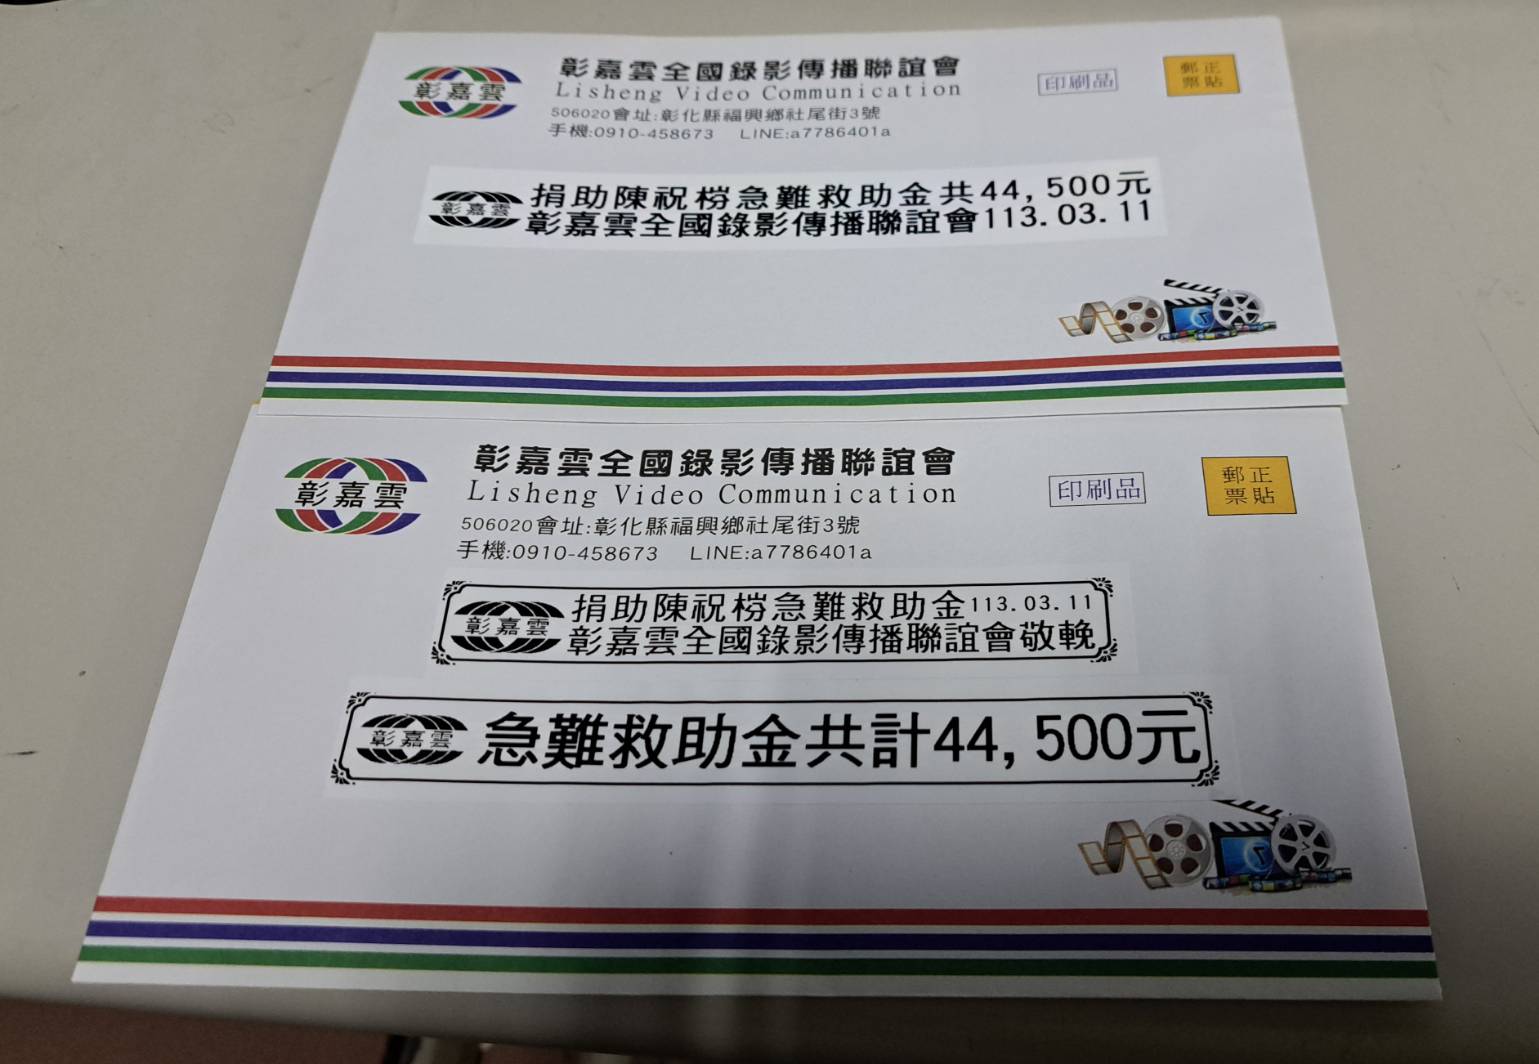 彰嘉雲
彰嘉雲全國錄影傳播聯誼會
Lisheng Video Communication
506020會址:彰化縣福興鄉社尾街3號
手機:0910-458673 LINE:a7786401a
印刷品
郵正
票貼
彰嘉雲
捐助陳祝榜急難救助金共44,500元
彰嘉雲全國錄影傳播聯誼會113.03.11
彰嘉雲
彰嘉雲全國錄影傳播聯誼會
Lisheng Video Communication
506020會址:彰化縣福興鄉社尾街3號
手機:0910-458673 LINE:a7786401a
印刷品
郵正
票貼
彰嘉雲
捐助陳祝榜急難救助金113.03.11
彰嘉雲全國錄影傳播聯誼會敬輓
彰嘉雲
急難救助金共計44,500元